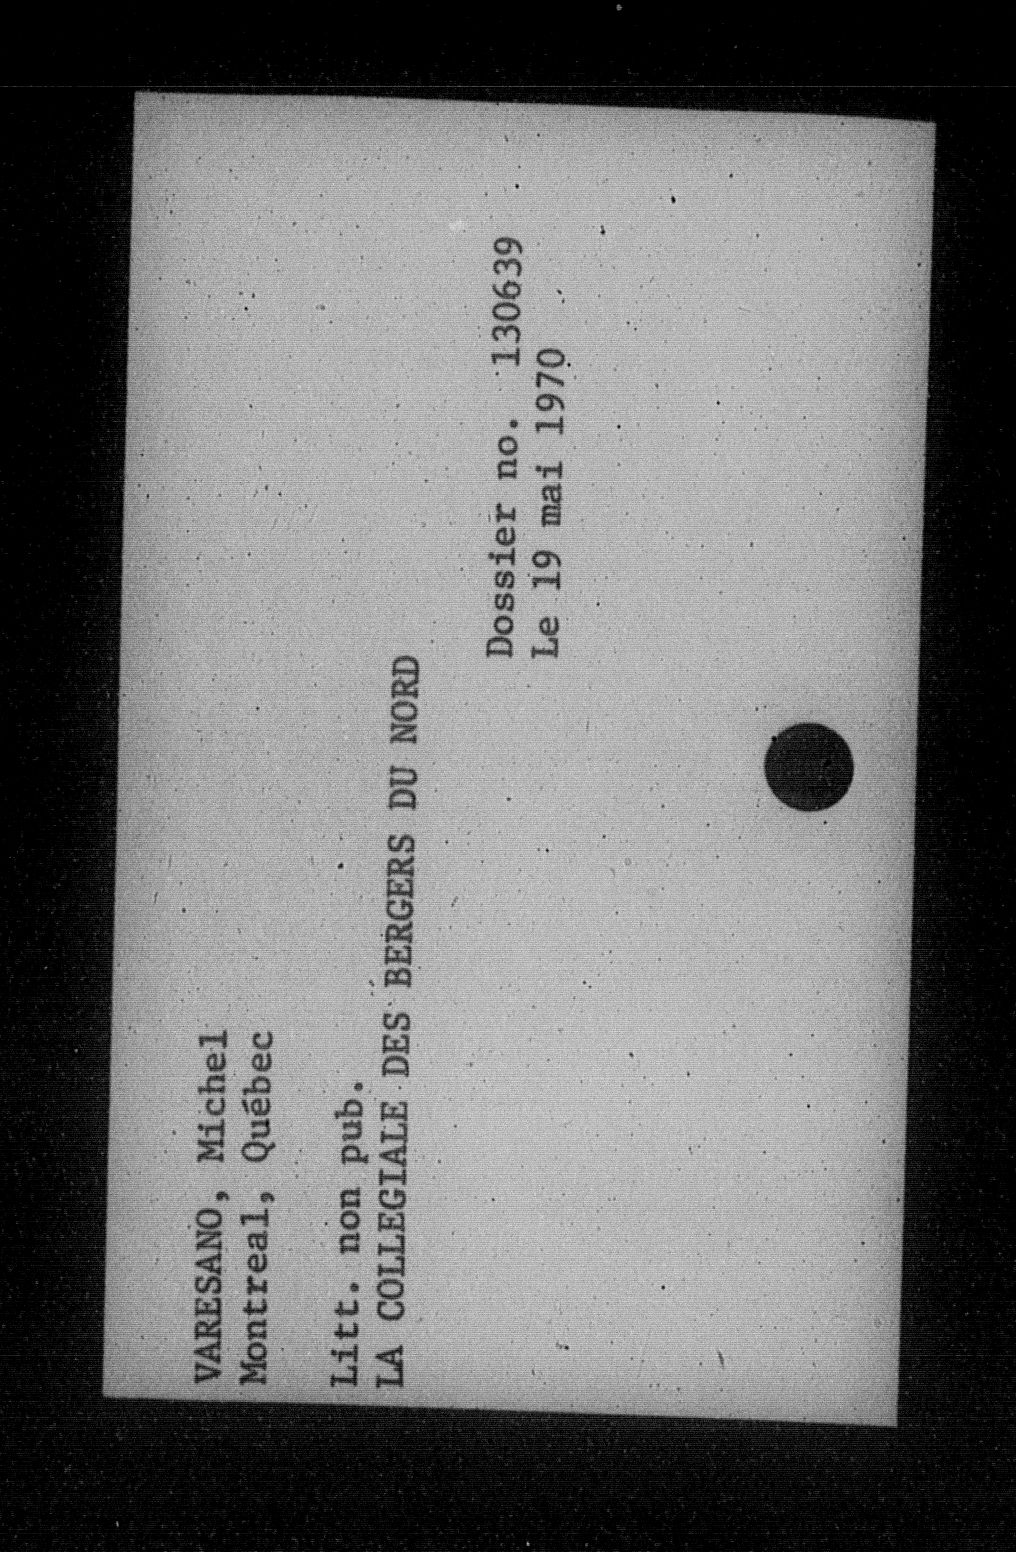 VARESANO, Michel
Montreal, Québec
Litt. non pub.
LA COLLEGIALE DES BERGERS DU NORD
Dossier no. 130639
Le 19 mai 1970